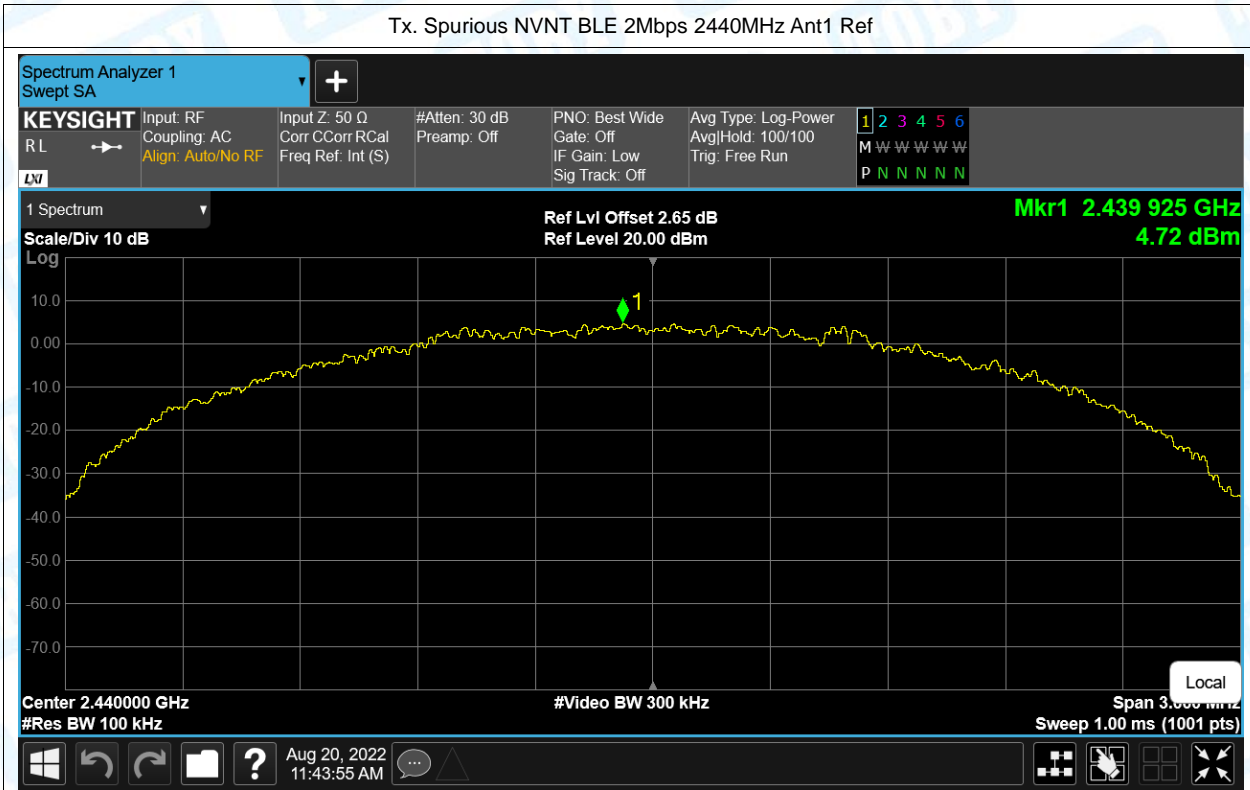 Tx. Spurious NVNT BLE 2Mbps 2440MHz Ant1 Ref
Spectrum Analyzer 1
Swept SA
KEYSIGHT
R L
LXI
Input: RF
Coupling: AC
Align: Auto/No RF
Input Z: 50 Ω
Corr CCorr RCal
Freq Ref: Int (S)
#Atten: 30 dB
Preamp: Off
PNO: Best Wide
Gate: Off
IF Gain: Low
Sig Track: Off
Avg Type: Log-Power
Avg|Hold: 100/100
Trig: Free Run
1 2 3 4 5 6
M W W W W W W
P N N N N N N
1 Spectrum
Scale/Div 10 dB
Ref Lvl Offset 2.65 dB
Ref Level 20.00 dBm
Mkr1 2.439 925 GHz
4.72 dBm
Log
10.0
0.00
-10.0
-20.0
-30.0
-40.0
-50.0
-60.0
-70.0
1
Local
Center 2.440000 GHz
#Video BW 300 kHz
Span
#Res BW 100 kHz
Sweep 1.00 ms (1001 pts)
Aug 20, 2022
11:43:55 AM